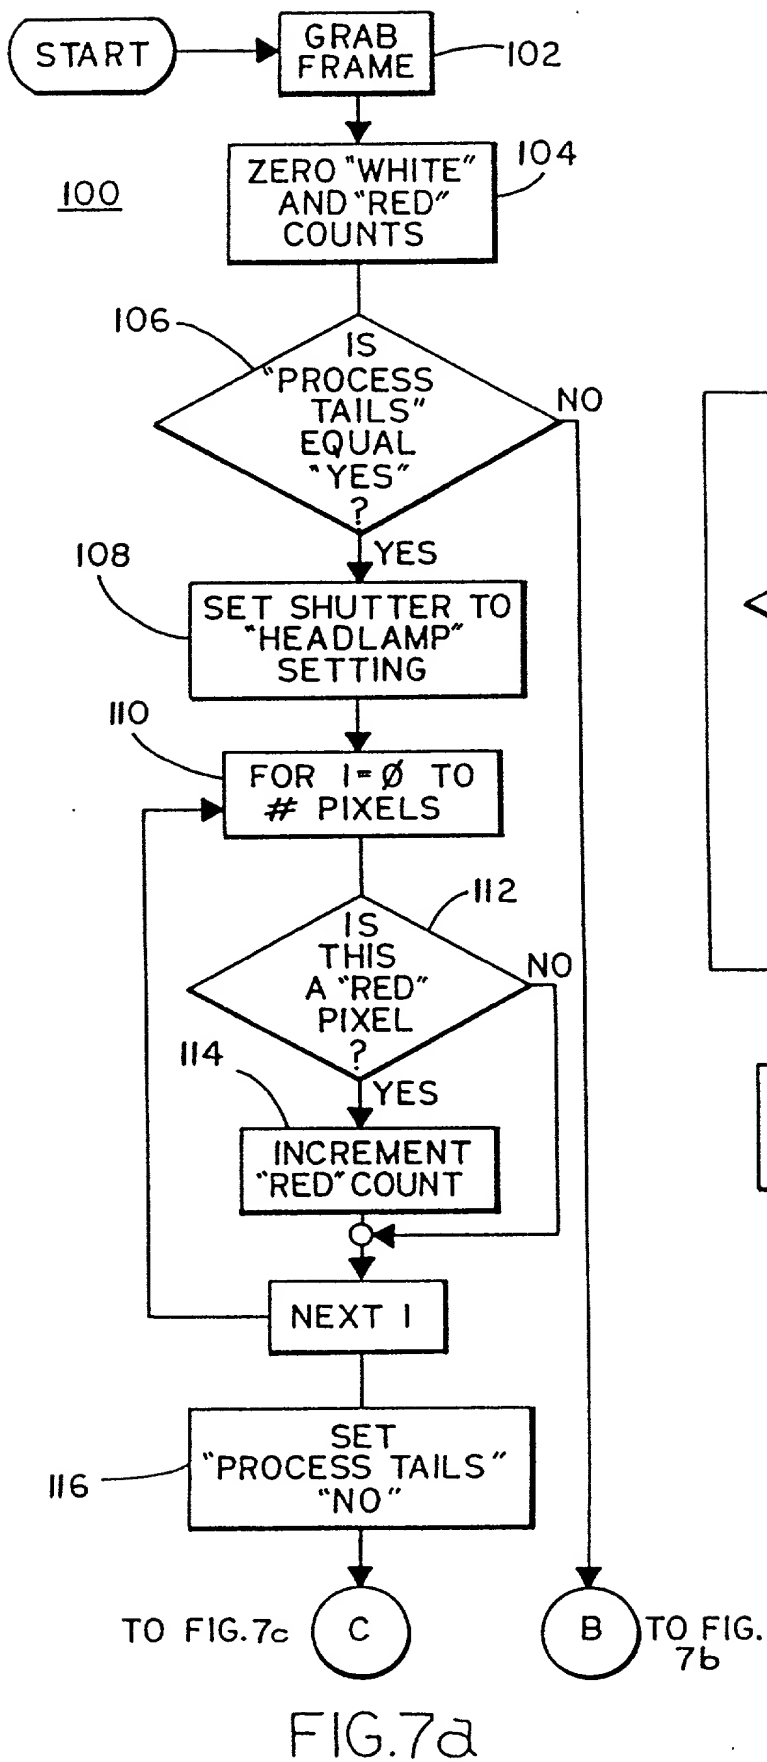 START
GRAB
FRAME
102
100
ZERO "WHITE"
AND "RED"
COUNTS
104
106
IS
"PROCESS
TAILS"
EQUAL
"YES"
?
NO
YES
108
SET SHUTTER TO
"HEADLAMP"
SETTING
110
FOR I=Ø TO
# PIXELS
112
IS
THIS
A "RED"
PIXEL
?
NO
YES
114
INCREMENT
"RED" COUNT
NEXT I
116
SET
"PROCESS TAILS"
"NO"
TO FIG.7c
C
B
TO FIG.
7b
FIG.7a